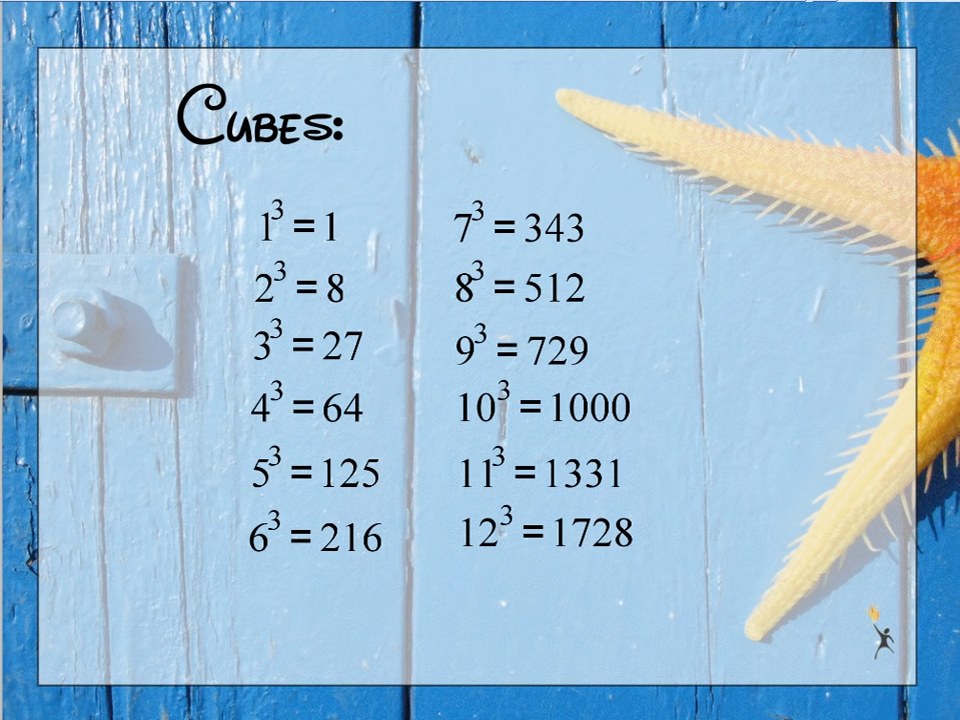 Cubes:
1³ = 1
2³ = 8
3³ = 27
4³ = 64
5³ = 125
6³ = 216
7³ = 343
8³ = 512
9³ = 729
10³ = 1000
11³ = 1331
12³ = 1728